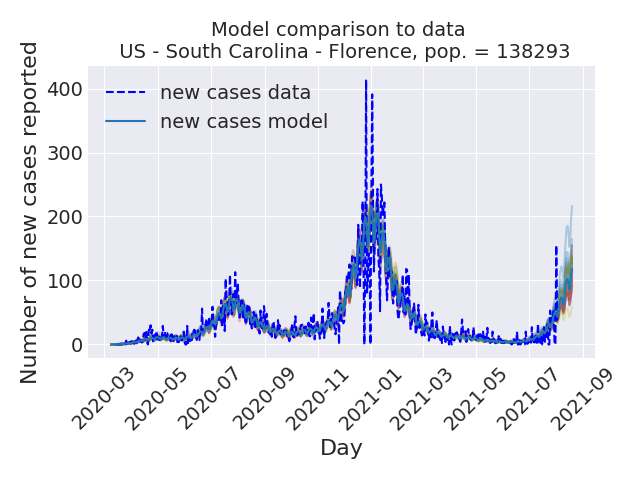 Model comparison to data
US - South Carolina - Florence, pop. = 138293
Number of new cases reported
400
300
200
100
0
new cases data
new cases model
2020-03
2020-05
2020-07
2020-09
2020-11
2021-01
2021-03
2021-05
2021-07
2021-09
Day